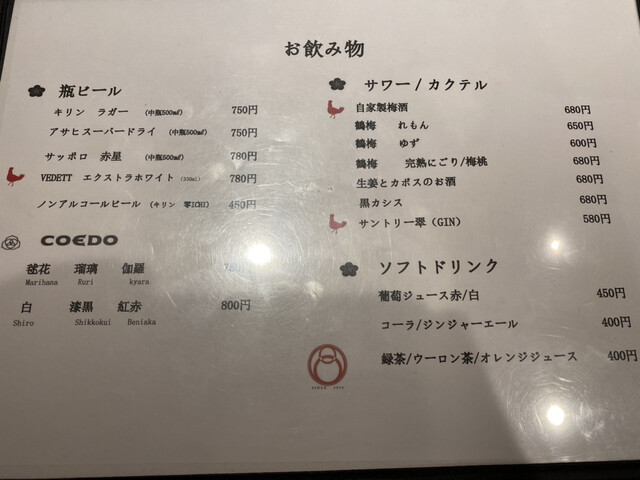 お飲み物
瓶ビール
キリン ラガー (中瓶500ml) 750円
アサヒスーパードライ (中瓶500ml) 750円
サッポロ 赤星 (中瓶500ml) 780円
VEDETT エクストラホワイト(330ml) 780円
ノンアルコールビール (キリン 零ICHI) 450円
COEDO
毬花 瑠璃 伽羅
Marihana Ruri kyara
白 漆黒 紅赤 800円
Shiro Shikkokui Beniaka
サワー/カクテル
自家製梅酒 680円
鶴梅 れもん 650円
鶴梅 ゆず 600円
鶴梅 完熟にごり/梅桃 680円
生姜とカボスのお酒 680円
黒カシス 680円
サントリー翠(GIN) 580円
ソフトドリンク
葡萄ジュース赤/白 450円
コーラ/ジンジャーエール 400円
緑茶/ウーロン茶/オレンジジュース 400円